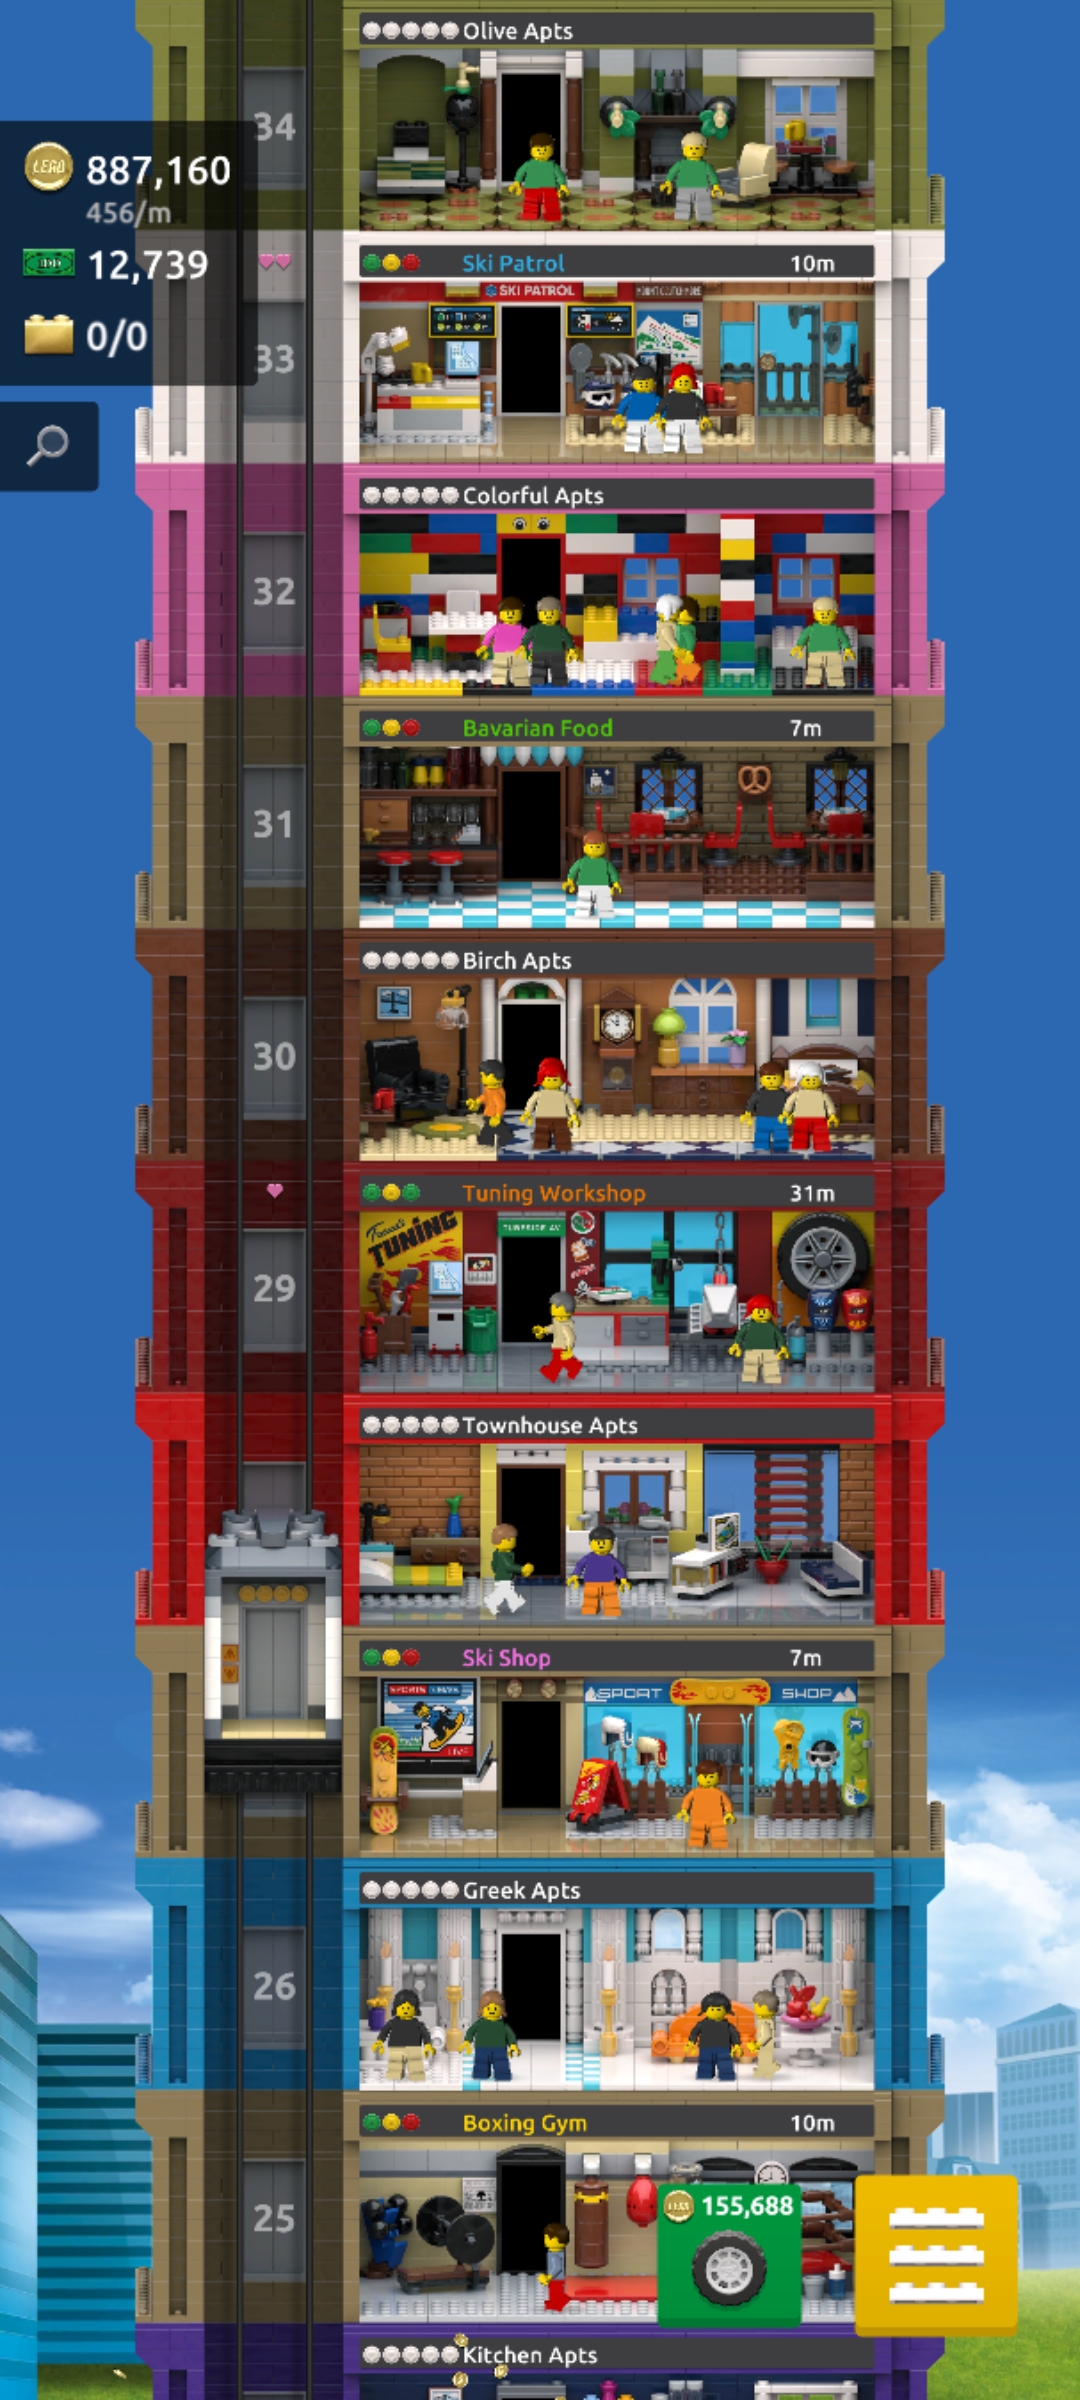 Olive Apts
34
LEGO 887,160
456/m
12,739
0/0
Ski Patrol 10m
SKI PATROL
33
Colorful Apts
32
Bavarian Food 7m
31
Birch Apts
30
Tuning Workshop 31m
TUNING
29
Townhouse Apts
Ski Shop 7m
SPORT SHOP
LIVE
Greek Apts
26
Boxing Gym 10m
25
155,688
Kitchen Apts